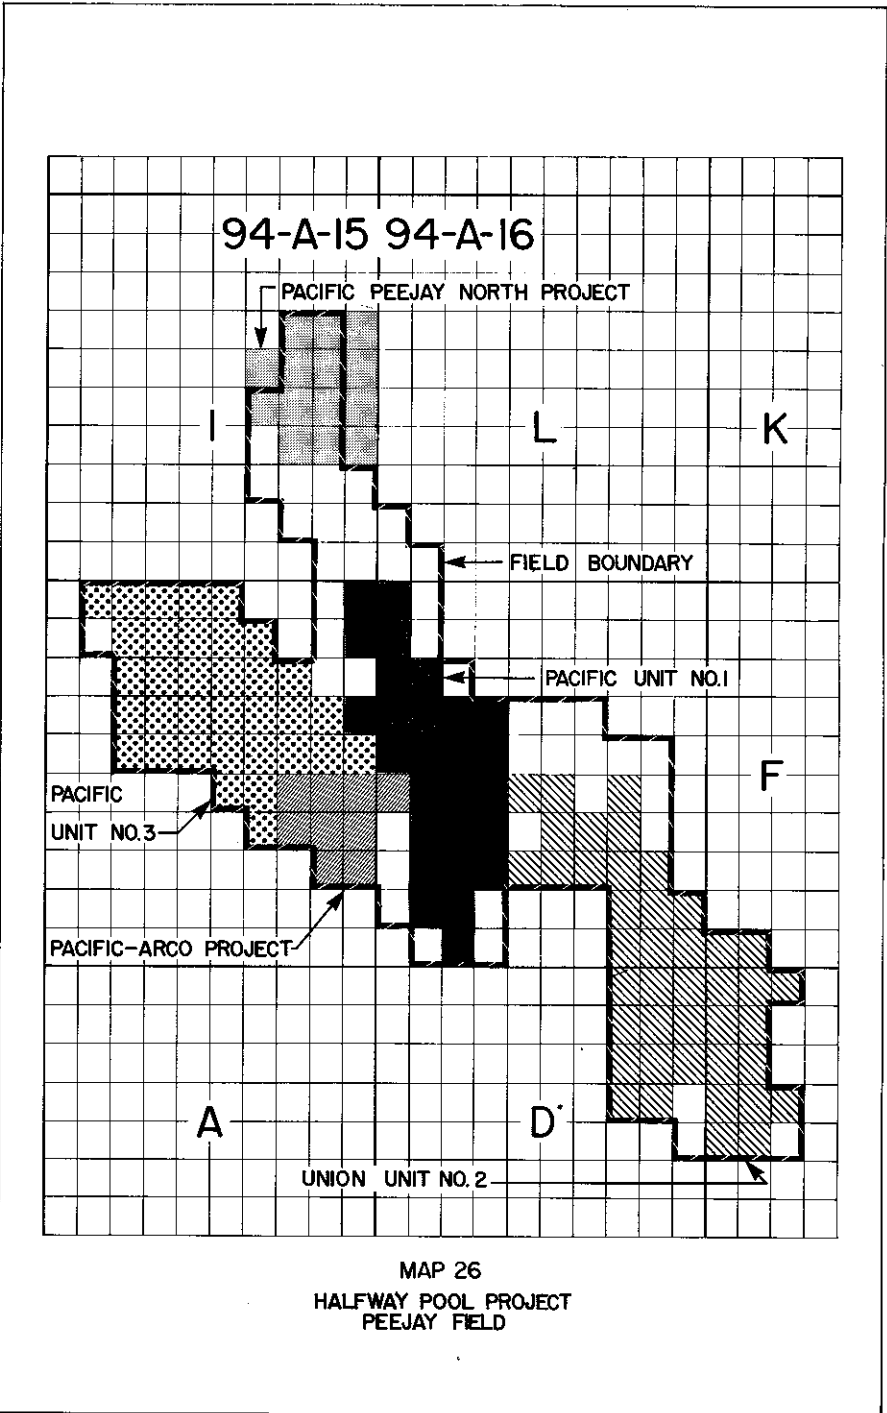 94-A-15 94-A-16
PACIFIC PEEJAY NORTH PROJECT
I
L
K
FIELD BOUNDARY
PACIFIC UNIT NO.1
F
PACIFIC
UNIT NO.3
PACIFIC-ARCO PROJECT
A
D
UNION UNIT NO.2
MAP 26
HALFWAY POOL PROJECT
PEEJAY FIELD